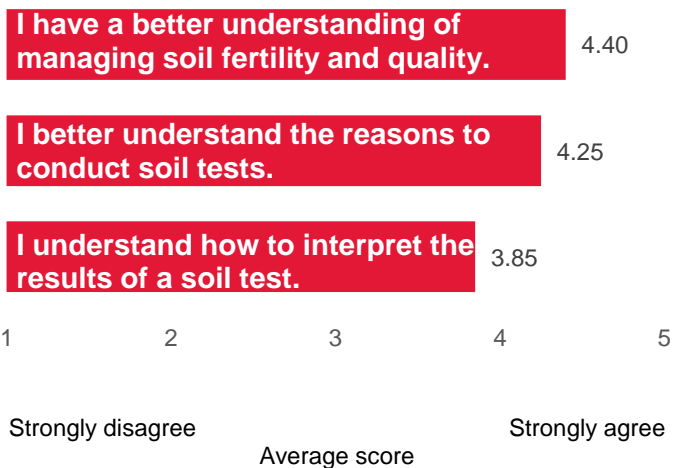 I have a better understanding of
managing soil fertility and quality.
4.40
I better understand the reasons to
conduct soil tests.
4.25
I understand how to interpret the
results of a soil test.
3.85
1 2 3 4 5
Strongly disagree Strongly agree
Average score